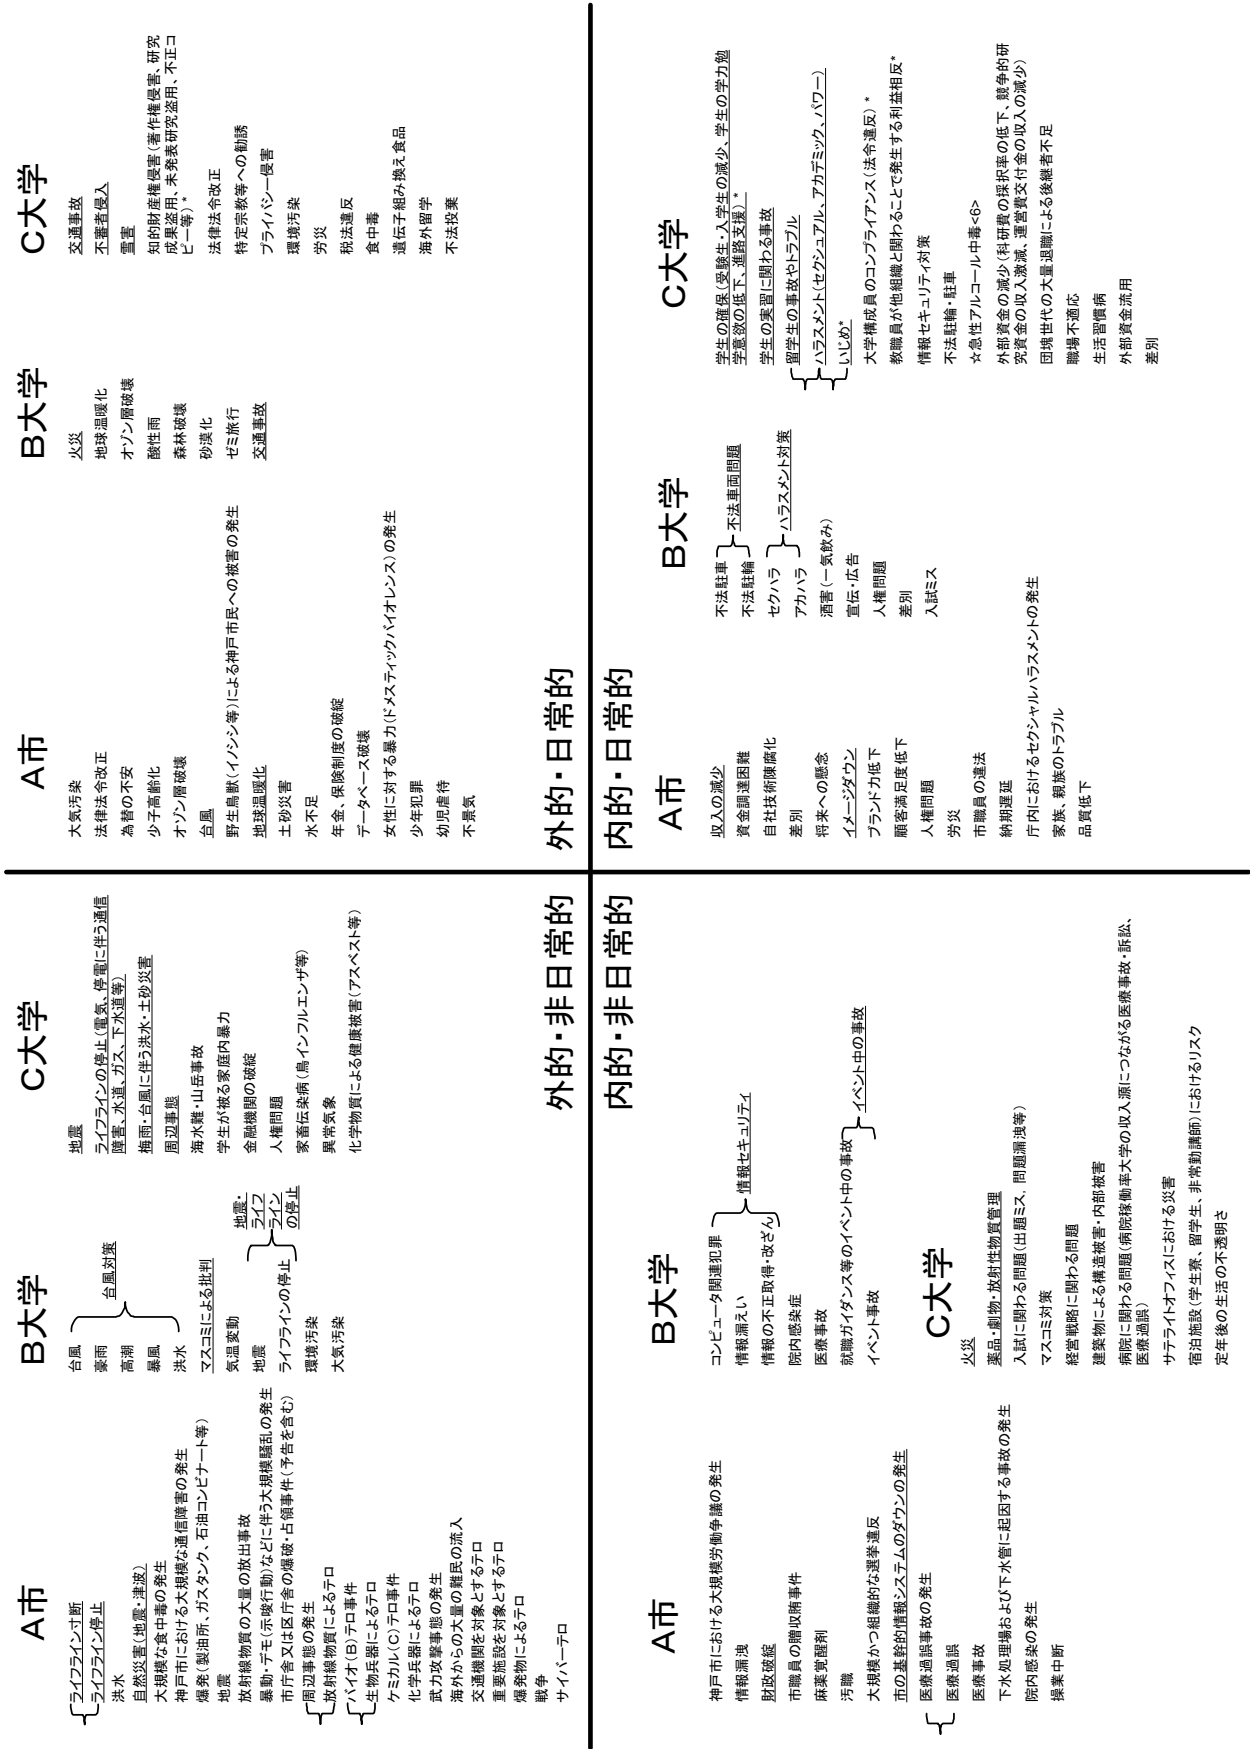 A市
ライフライン寸断
ライフライン停止
洪水
自然災害(地震・津波)
大規模な食中毒の発生
神戸市における大規模な通信障害の発生
爆発(製油所、ガスタンク、石油コンビナート等)
地震
放射線物質の大量の放出事故
暴動・デモ(示唆行動)などに伴う大規模騒乱の発生
市庁舎又は区庁舎の爆破・占領事件(予告を含む)
周辺事態の発生
放射線物質によるテロ
バイオ(B)テロ事件
生物兵器によるテロ
ケミカル(C)テロ事件
化学兵器によるテロ
武力攻撃事態の発生
海外からの大量の難民の流入
交通機関を対象とするテロ
重要施設を対象とするテロ
爆発物によるテロ
戦争
サイバーテロ
B大学
台風
豪雨
高潮
暴風
洪水
台風対策
マスコミによる批判
気温変動
地震
ライフラインの停止
地震・
ライフ
ライン
の停止
環境汚染
大気汚染
C大学
地震
ライフラインの停止(電気、停電に伴う通信
障害、水道、ガス、下水道等)
梅雨・台風に伴う洪水・土砂災害
周辺事態
海水難・山岳事故
学生が被る家庭内暴力
金融機関の破綻
人権問題
家畜伝染病(鳥インフルエンザ等)
異常気象
化学物質による健康被害(アスベスト等)
外的・非日常的
A市
大気汚染
法律法令改正
為替の不安
少子高齢化
オゾン層破壊
台風
野生鳥獣(イノシシ等)による神戸市民への被害の発生
地球温暖化
土砂災害
水不足
年金、保険制度の破綻
データベース破壊
女性に対する暴力(ドメスティックバイオレンス)の発生
少年犯罪
幼児虐待
不景気
B大学
火災
地球温暖化
オゾン層破壊
酸性雨
森林破壊
砂漠化
ゼミ旅行
交通事故
C大学
交通事故
不審者侵入
雪害
知的財産権侵害(著作権侵害、研究
成果盗用、未発表研究盗用、不正コ
ピー等)*
法律法令改正
特定宗教等への勧誘
プライバシー侵害
環境汚染
労災
税法違反
食中毒
遺伝子組み換え食品
海外留学
不法投棄
外的・日常的
内的・非日常的
A市
神戸市における大規模労働争議の発生
情報漏洩
財政破綻
市職員の贈収賄事件
麻薬覚醒剤
汚職
大規模かつ組織的な選挙違反
市の基幹的情報システムのダウンの発生
医療過誤事故の発生
医療過誤
医療事故
下水処理場および下水管に起因する事故の発生
院内感染の発生
操業中断
B大学
コンピュータ関連犯罪
情報漏えい
情報の不正取得・改ざん
情報セキュリティ
院内感染症
医療事故
就職ガイダンス等のイベント中の事故
イベント事故
イベント中の事故
C大学
火災
薬品・劇物・放射性物質管理
入試に関わる問題(出題ミス，問題漏洩等)
マスコミ対策
経営戦略に関わる問題
建築物による構造被害・内部被害
病院に関わる問題(病院稼働率大学の収入源につながる医療事故・訴訟、
医療過誤)
サテライトオフィスにおける災害
宿泊施設(学生寮、留学生、非常勤講師)におけるリスク
定年後の生活の不透明さ
内的・日常的
A市
収入の減少
資金調達困難
自社技術陳腐化
差別
将来への懸念
イメージダウン
ブランド力低下
顧客満足度低下
人権問題
労災
市職員の違法
納期遅延
庁内におけるセクシャルハラスメントの発生
家族、親族のトラブル
品質低下
B大学
不法駐車
不法駐輪
不法車両問題
セクハラ
アカハラ
ハラスメント対策
酒害(一気飲み)
宣伝・広告
人権問題
差別
入試ミス
C大学
学生の確保(受験生・入学生の減少、学生の学力勉
学意欲の低下、進路支援)*
学生の実習に関わる事故
留学生の事故やトラブル
ハラスメント(セクシュアル、アカデミック、パワー)
いじめ*
大学構成員のコンプライアンス(法令違反)*
教職員が他組織と関わることで発生する利益相反*
情報セキュリティ対策
不法駐輪・駐車
☆急性アルコール中毒<6>
外部資金の減少(科研費の採択率の低下、競争的研
究資金の収入激減、運営費交付金の収入の減少)
団塊世代の大量退職による後継者不足
職場不適応
生活習慣病
外部資金流用
差別